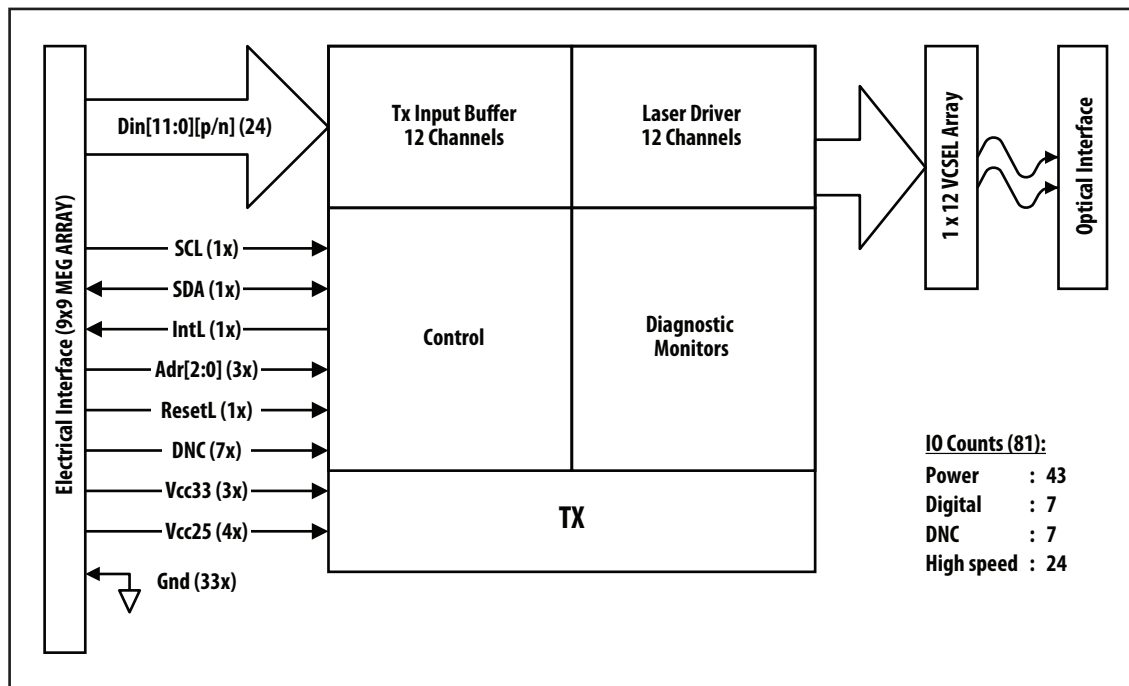 Electrical Interface (9x9 MEG ARRAY)
Din[11:0][p/n] (24)
SCL (1x)
SDA (1x)
IntL (1x)
Adr[2:0] (3x)
ResetL (1x)
DNC (7x)
Vcc33 (3x)
Vcc25 (4x)
Gnd (33x)
Tx Input Buffer
12 Channels
Laser Driver
12 Channels
Control
Diagnostic
Monitors
TX
1 x 12 VCSEL Array
Optical Interface
IO Counts (81):
Power : 43
Digital : 7
DNC : 7
High speed : 24